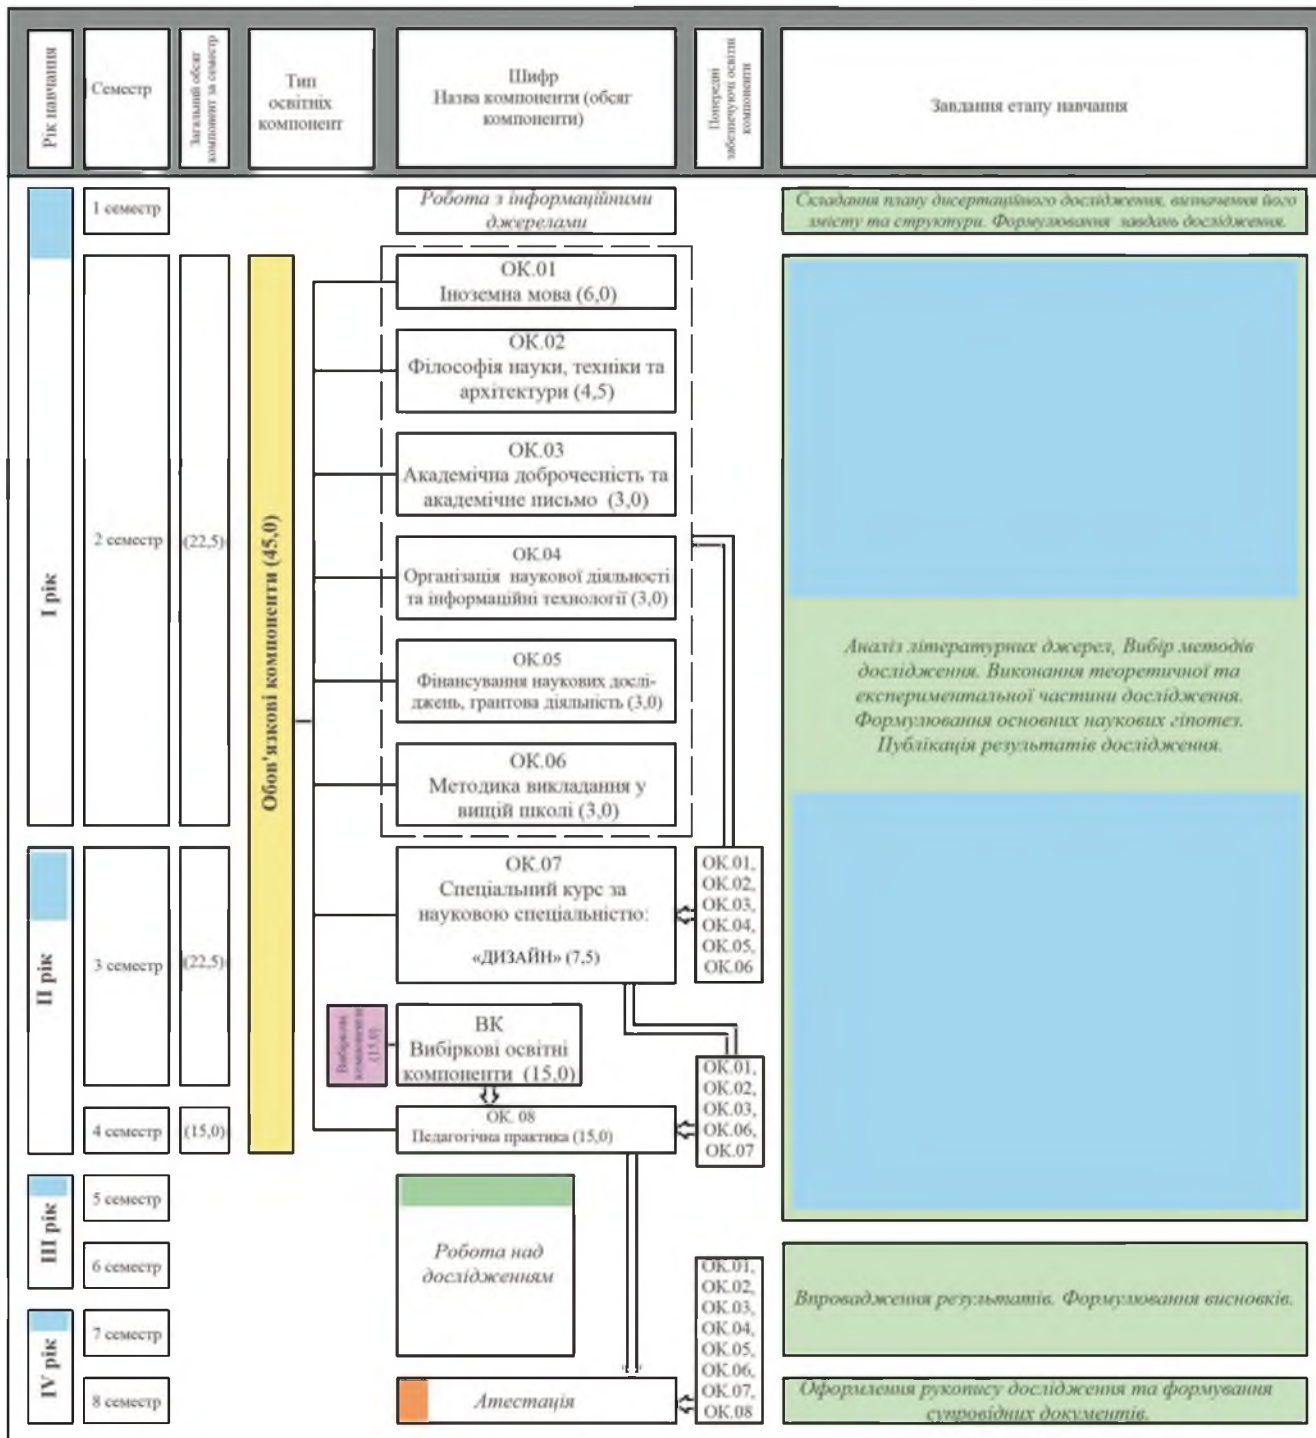 Рік навчання
Семестр
Загальний обсяг
компонент за семестр
Тип
освітніх
компонент
Шифр
Назва компоненти (обсяг
компоненти)
Попередні
забезпечуючі освітні
компоненти
Завдання етапу навчання
І рік
1 семестр
Робота з інформаційними
джерелами
Складання плану дисертаційного дослідження, визначення його
змісту та структури. Формулювання завдань дослідження.
2 семестр
(22,5)
Обов'язкові компоненти (45,0)
ОК.01
Іноземна мова (6,0)
ОК.02
Філософія науки, техніки та
архітектури (4,5)
ОК.03
Академічна доброчесність та
академічне письмо (3,0)
ОК.04
Організація наукової діяльності
та інформаційні технології (3,0)
ОК.05
Фінансування наукових дослі-
джень, грантова діяльність (3,0)
ОК.06
Методика викладання у
вищій школі (3,0)
Аналіз літературних джерел, Вибір методів
дослідження. Виконання теоретичної та
експериментальної частини дослідження.
Формулювання основних наукових гіпотез.
Публікація результатів дослідження.
ІІ рік
3 семестр
(22,5)
ОК.07
Спеціальний курс за
науковою спеціальністю:
«ДИЗАЙН» (7,5)
ОК.01,
ОК.02,
ОК.03,
ОК.04,
ОК.05,
ОК.06
Вибіркові
компоненти
(15,0)
ВК
Вибіркові освітні
компоненти (15,0)
4 семестр
(15,0)
ОК. 08
Педагогічна практика (15,0)
ОК.01,
ОК.02,
ОК.03,
ОК.06,
ОК.07
ІІІ рік
5 семестр
6 семестр
Робота над
дослідженням
ОК.01,
ОК.02,
ОК.03,
ОК.04,
ОК.05,
ОК.06,
ОК.07,
ОК.08
Впровадження результатів. Формулювання висновків.
IV рік
7 семестр
8 семестр
Атестація
Оформлення рукопису дослідження та формування
супровідних документів.